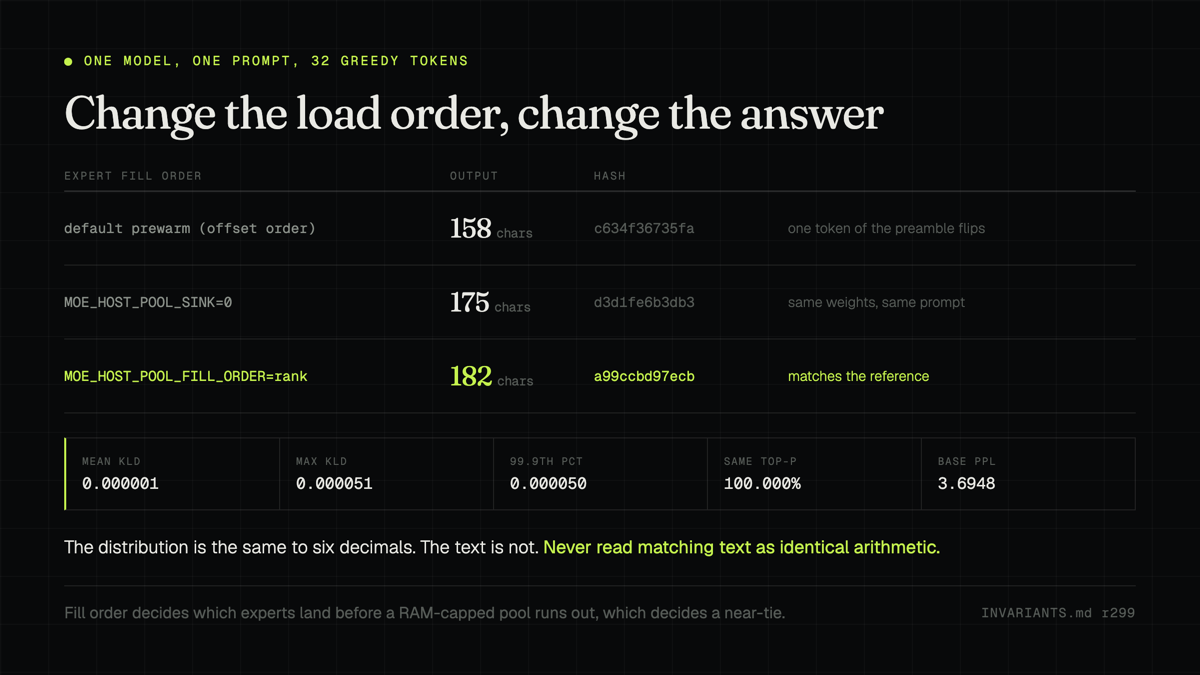 ONE MODEL, ONE PROMPT, 32 GREEDY TOKENS
Change the load order, change the answer
EXPERT FILL ORDER OUTPUT HASH
default prewarm (offset order) 158 chars c634f36735fa one token of the preamble flips
MOE_HOST_POOL_SINK=0 175 chars d3d1fe6b3db3 same weights, same prompt
MOE_HOST_POOL_FILL_ORDER=rank 182 chars a99ccbd97ecb matches the reference
MEAN KLD MAX KLD 99.9TH PCT SAME TOP-P BASE PPL
0.000001 0.000051 0.000050 100.000% 3.6948
The distribution is the same to six decimals. The text is not. Never read matching text as identical arithmetic.
Fill order decides which experts land before a RAM-capped pool runs out, which decides a near-tie. INVARIANTS.md r299